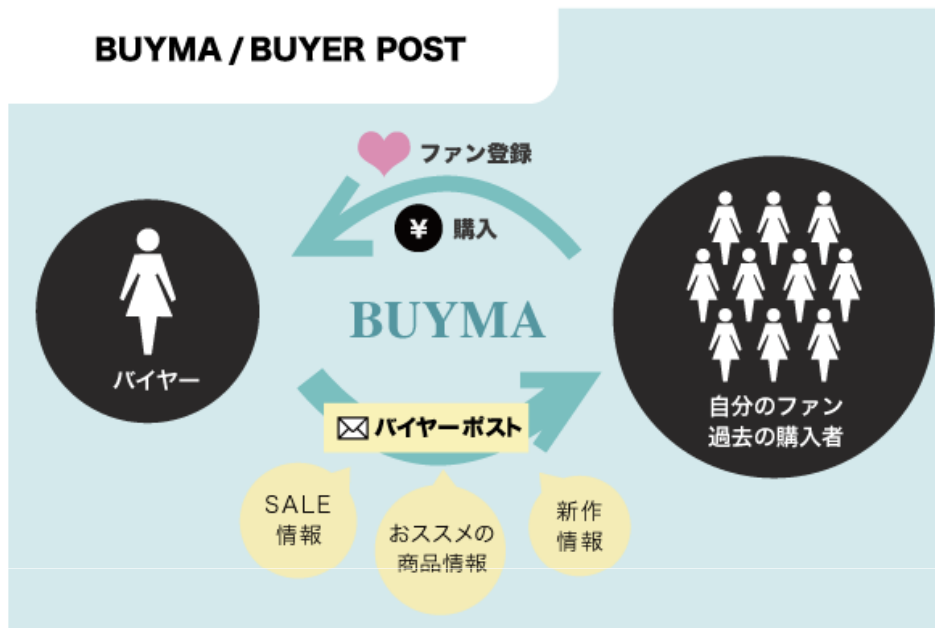 BUYMA / BUYER POST
ファン登録
¥ 購入
BUYMA
バイヤー
自分のファン
過去の購入者
バイヤーポスト
SALE
情報
おススメの
商品情報
新作
情報